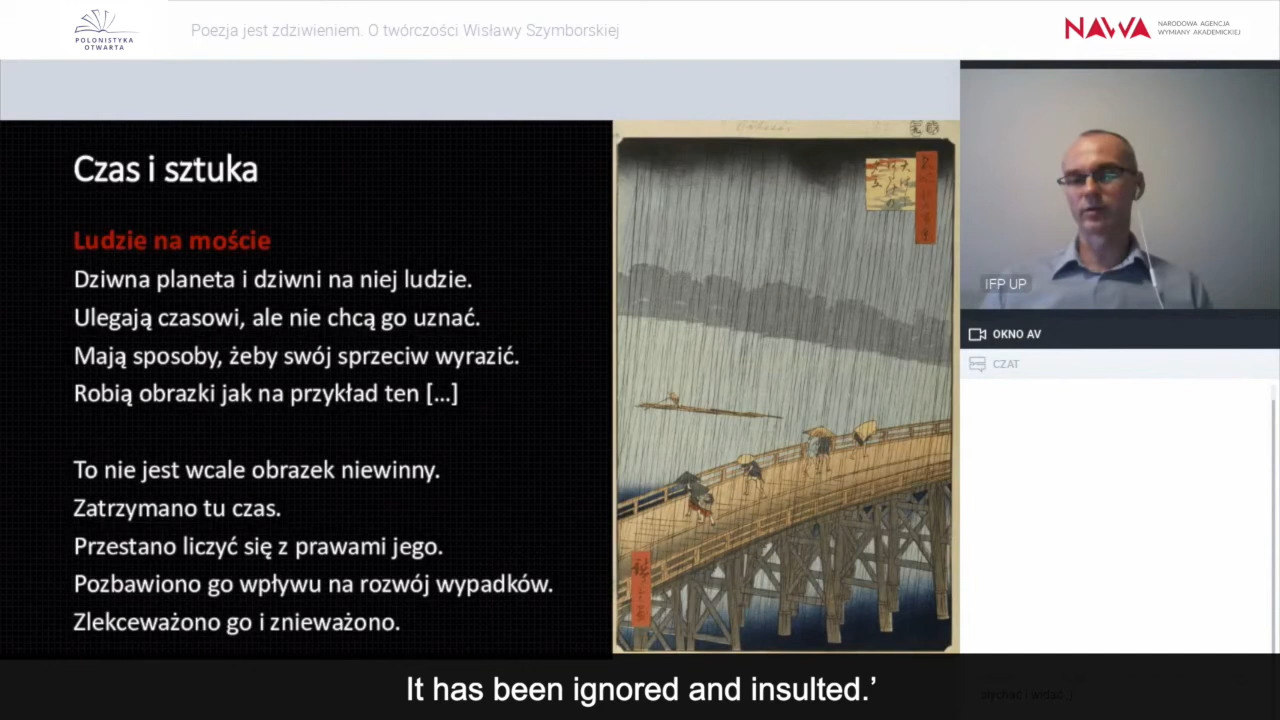 POLONISTYKA
OTWARTA
Poezja jest zdziwieniem. O twórczości Wisławy Szymborskiej
NAWA
NARODOWA AGENCJA
WYMIANY AKADEMICKIEJ
Czas i sztuka
Ludzie na moście
Dziwna planeta i dziwni na niej ludzie.
Ulegają czasowi, ale nie chcą go uznać.
Mają sposoby, żeby swój sprzeciw wyrazić.
Robią obrazki jak na przykład ten [...]
To nie jest wcale obrazek niewinny.
Zatrzymano tu czas.
Przestano liczyć się z prawami jego.
Pozbawiono go wpływu na rozwój wypadków.
Zlekceważono go i znieważono.
IFP UP
OKNO AV
CZAT
It has been ignored and insulted.’